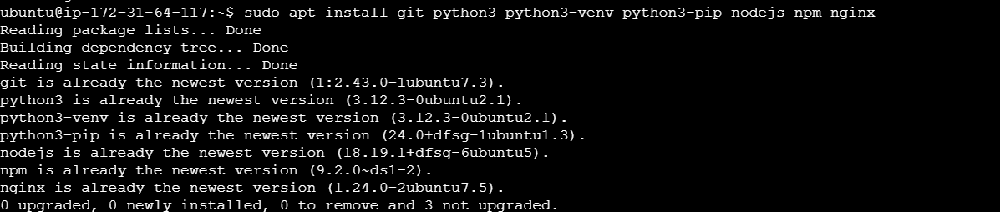 ubuntu@ip-172-31-64-117:~$ sudo apt install git python3 python3-venv python3-pip nodejs npm nginx
Reading package lists... Done
Building dependency tree... Done
Reading state information... Done
git is already the newest version (1:2.43.0-1ubuntu7.3).
python3 is already the newest version (3.12.3-0ubuntu2.1).
python3-venv is already the newest version (3.12.3-0ubuntu2.1).
python3-pip is already the newest version (24.0+dfsg-1ubuntu1.3).
nodejs is already the newest version (18.19.1+dfsg-6ubuntu5).
npm is already the newest version (9.2.0~ds1-2).
nginx is already the newest version (1.24.0-2ubuntu7.5).
0 upgraded, 0 newly installed, 0 to remove and 3 not upgraded.